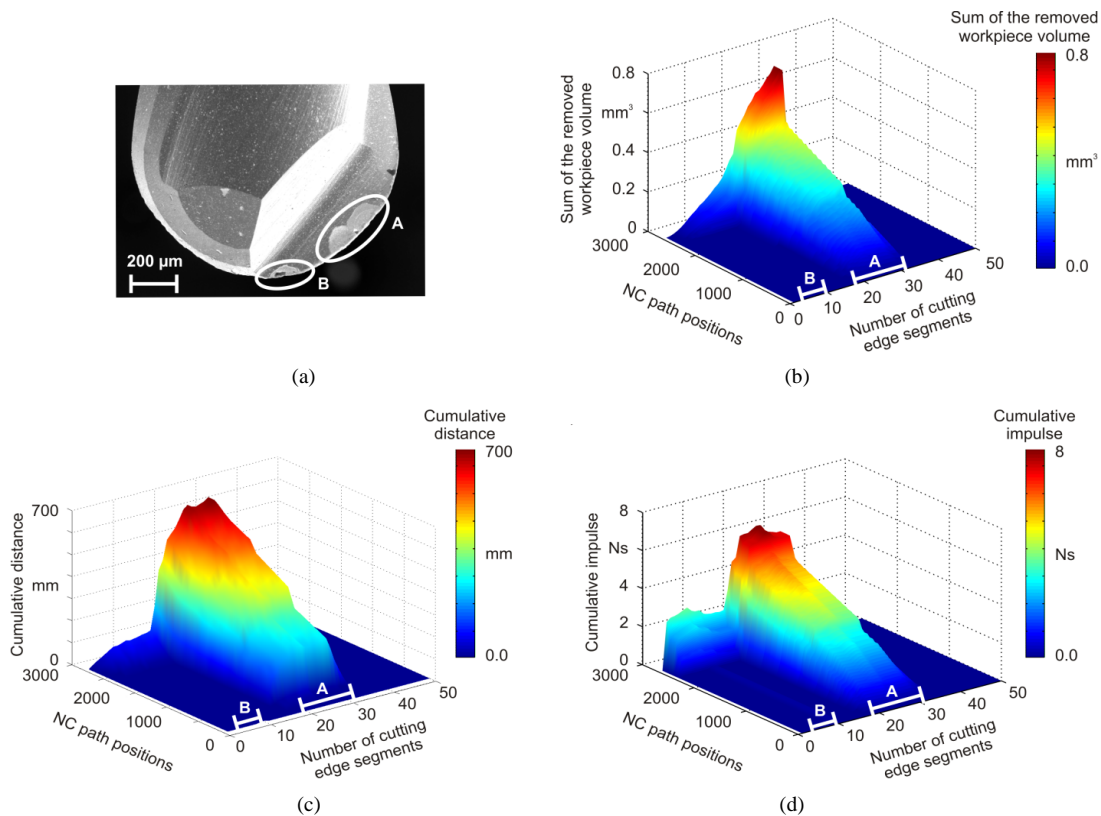 A
200 µm
B
(a)
Sum of the removed
workpiece volume
0.8
mm³
0.0
Sum of the removed
workpiece volume
0.8
mm³
0.4
0.2
0
3000
2000
1000
0
NC path positions
B
A
0
10
20
30
40
50
Number of cutting
edge segments
(b)
Cumulative
distance
700
mm
0.0
Cumulative distance
700
mm
0
3000
2000
1000
0
NC path positions
B
A
0
10
20
30
40
50
Number of cutting
edge segments
(c)
Cumulative
impulse
8
Ns
0.0
Cumulative impulse
8
Ns
4
2
0
3000
2000
1000
0
NC path positions
B
A
0
10
20
30
40
50
Number of cutting
edge segments
(d)